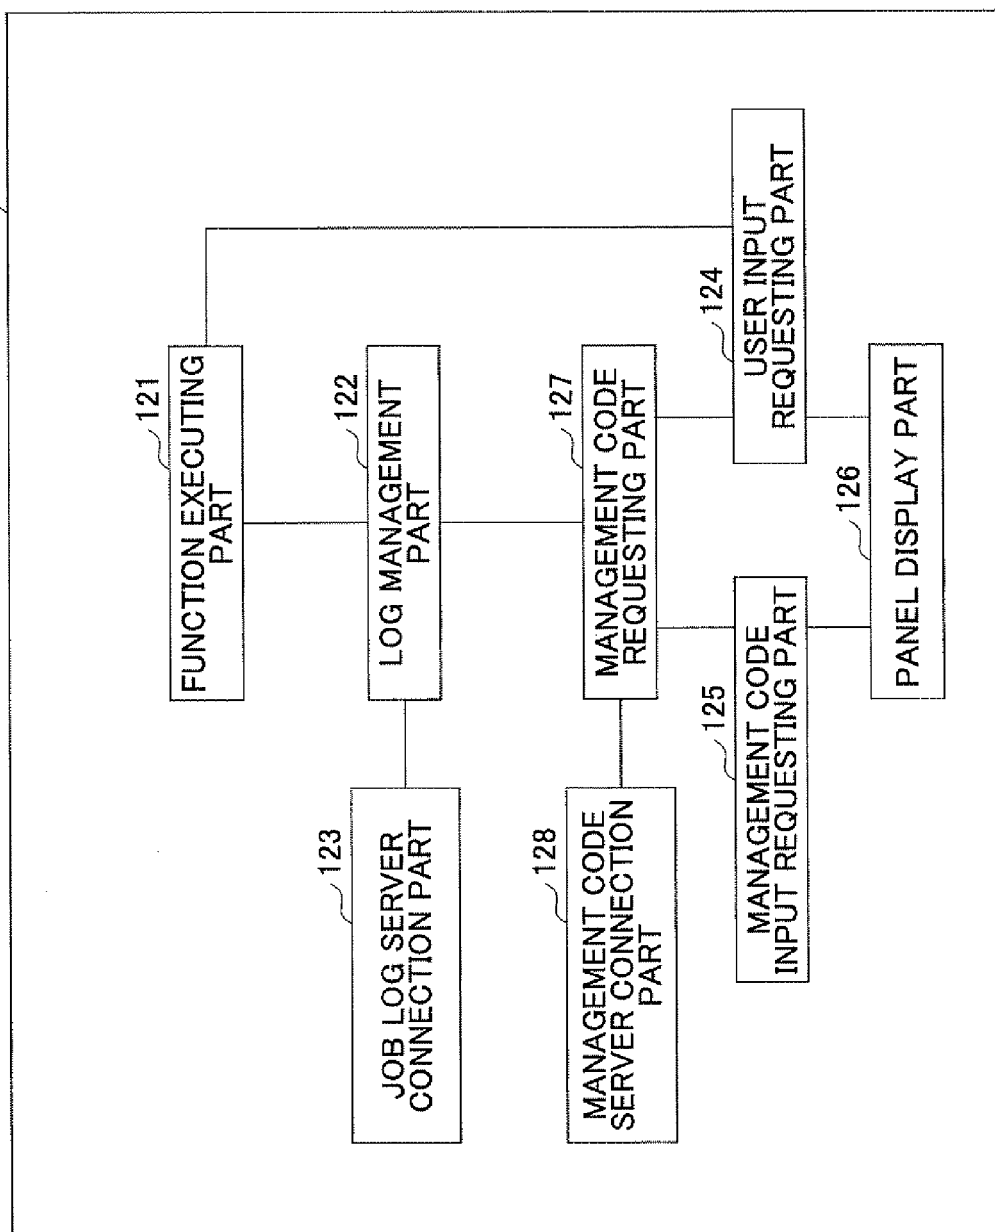 121
FUNCTION EXECUTING
PART
122
LOG MANAGEMENT
PART
123
JOB LOG SERVER
CONNECTION PART
127
MANAGEMENT CODE
REQUESTING PART
128
MANAGEMENT CODE
SERVER CONNECTION
PART
124
USER INPUT
REQUESTING PART
125
MANAGEMENT CODE
INPUT REQUESTING PART
126
PANEL DISPLAY PART